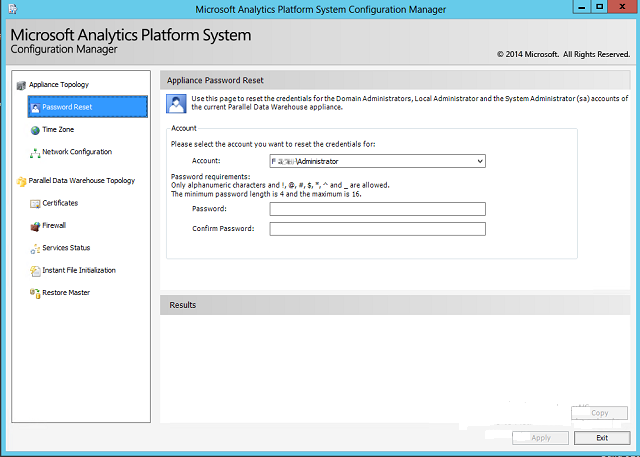 Microsoft Analytics Platform System Configuration Manager
Microsoft Analytics Platform System
Configuration Manager
© 2014 Microsoft. All Rights Reserved.
Appliance Topology
Password Reset
Time Zone
Network Configuration
Parallel Data Warehouse Topology
Certificates
Firewall
Services Status
Instant File Initialization
Restore Master
Appliance Password Reset
Use this page to reset the credentials for the Domain Administrators, Local Administrator and the System Administrator (sa) accounts of
the current Parallel Data Warehouse appliance.
Account
Please select the account you want to reset the credentials for:
Account:
\Administrator
Password requirements:
Only alphanumeric characters and !, @, #, $, *, ^ and _ are allowed.
The minimum password length is 4 and the maximum is 16.
Password:
Confirm Password:
Results
Copy
Apply
Exit